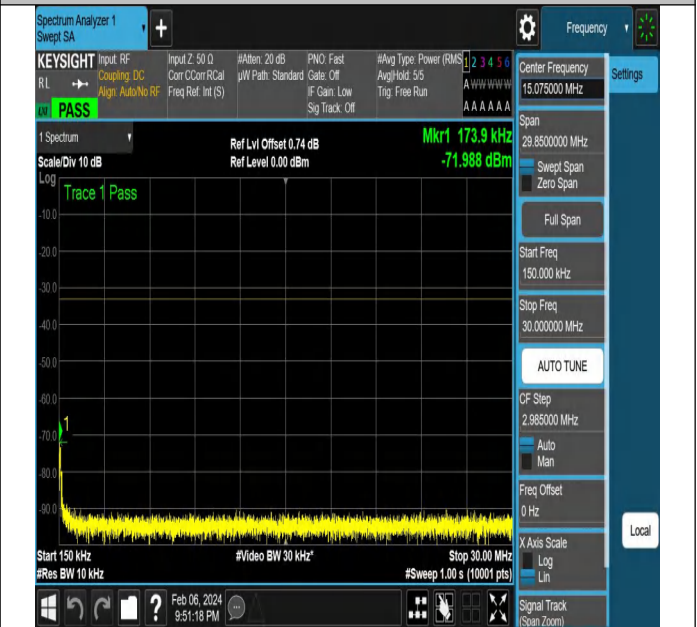 Spectrum Analyzer 1
Swept SA
+
Frequency
KEYSIGHT
RL
PASS
Input: RF
Coupling: DC
Align: Auto/No RF
Input Z: 50 Ω
Corr CCorr RCal
Freq Ref: Int (S)
#Atten: 20 dB
µW Path: Standard
PNO: Fast
Gate: Off
IF Gain: Low
Sig Track: Off
#Avg Type: Power (RMS
Avg|Hold: 5/5
Trig: Free Run
1 2 3 4 5 6
A W W W W W
A A A A A A
1 Spectrum
Scale/Div 10 dB
Ref Lvl Offset 0.74 dB
Ref Level 0.00 dBm
Mkr1 173.9 kHz
-71.988 dBm
Log
Trace 1 Pass
-10.0
-20.0
-30.0
-40.0
-50.0
-60.0
-70.0
-80.0
-90.0
1
Start 150 kHz
#Res BW 10 kHz
#Video BW 30 kHz*
Stop 30.00 MHz
#Sweep 1.00 s (10001 pts)
?
Feb 06, 2024
9:51:18 PM
Center Frequency
15.075000 MHz
Settings
Span
29.8500000 MHz
Swept Span
Zero Span
Full Span
Start Freq
150.000 kHz
Stop Freq
30.000000 MHz
AUTO TUNE
CF Step
2.985000 MHz
Auto
Man
Freq Offset
0 Hz
X Axis Scale
Log
Lin
Local
Signal Track
(Span Zoom)